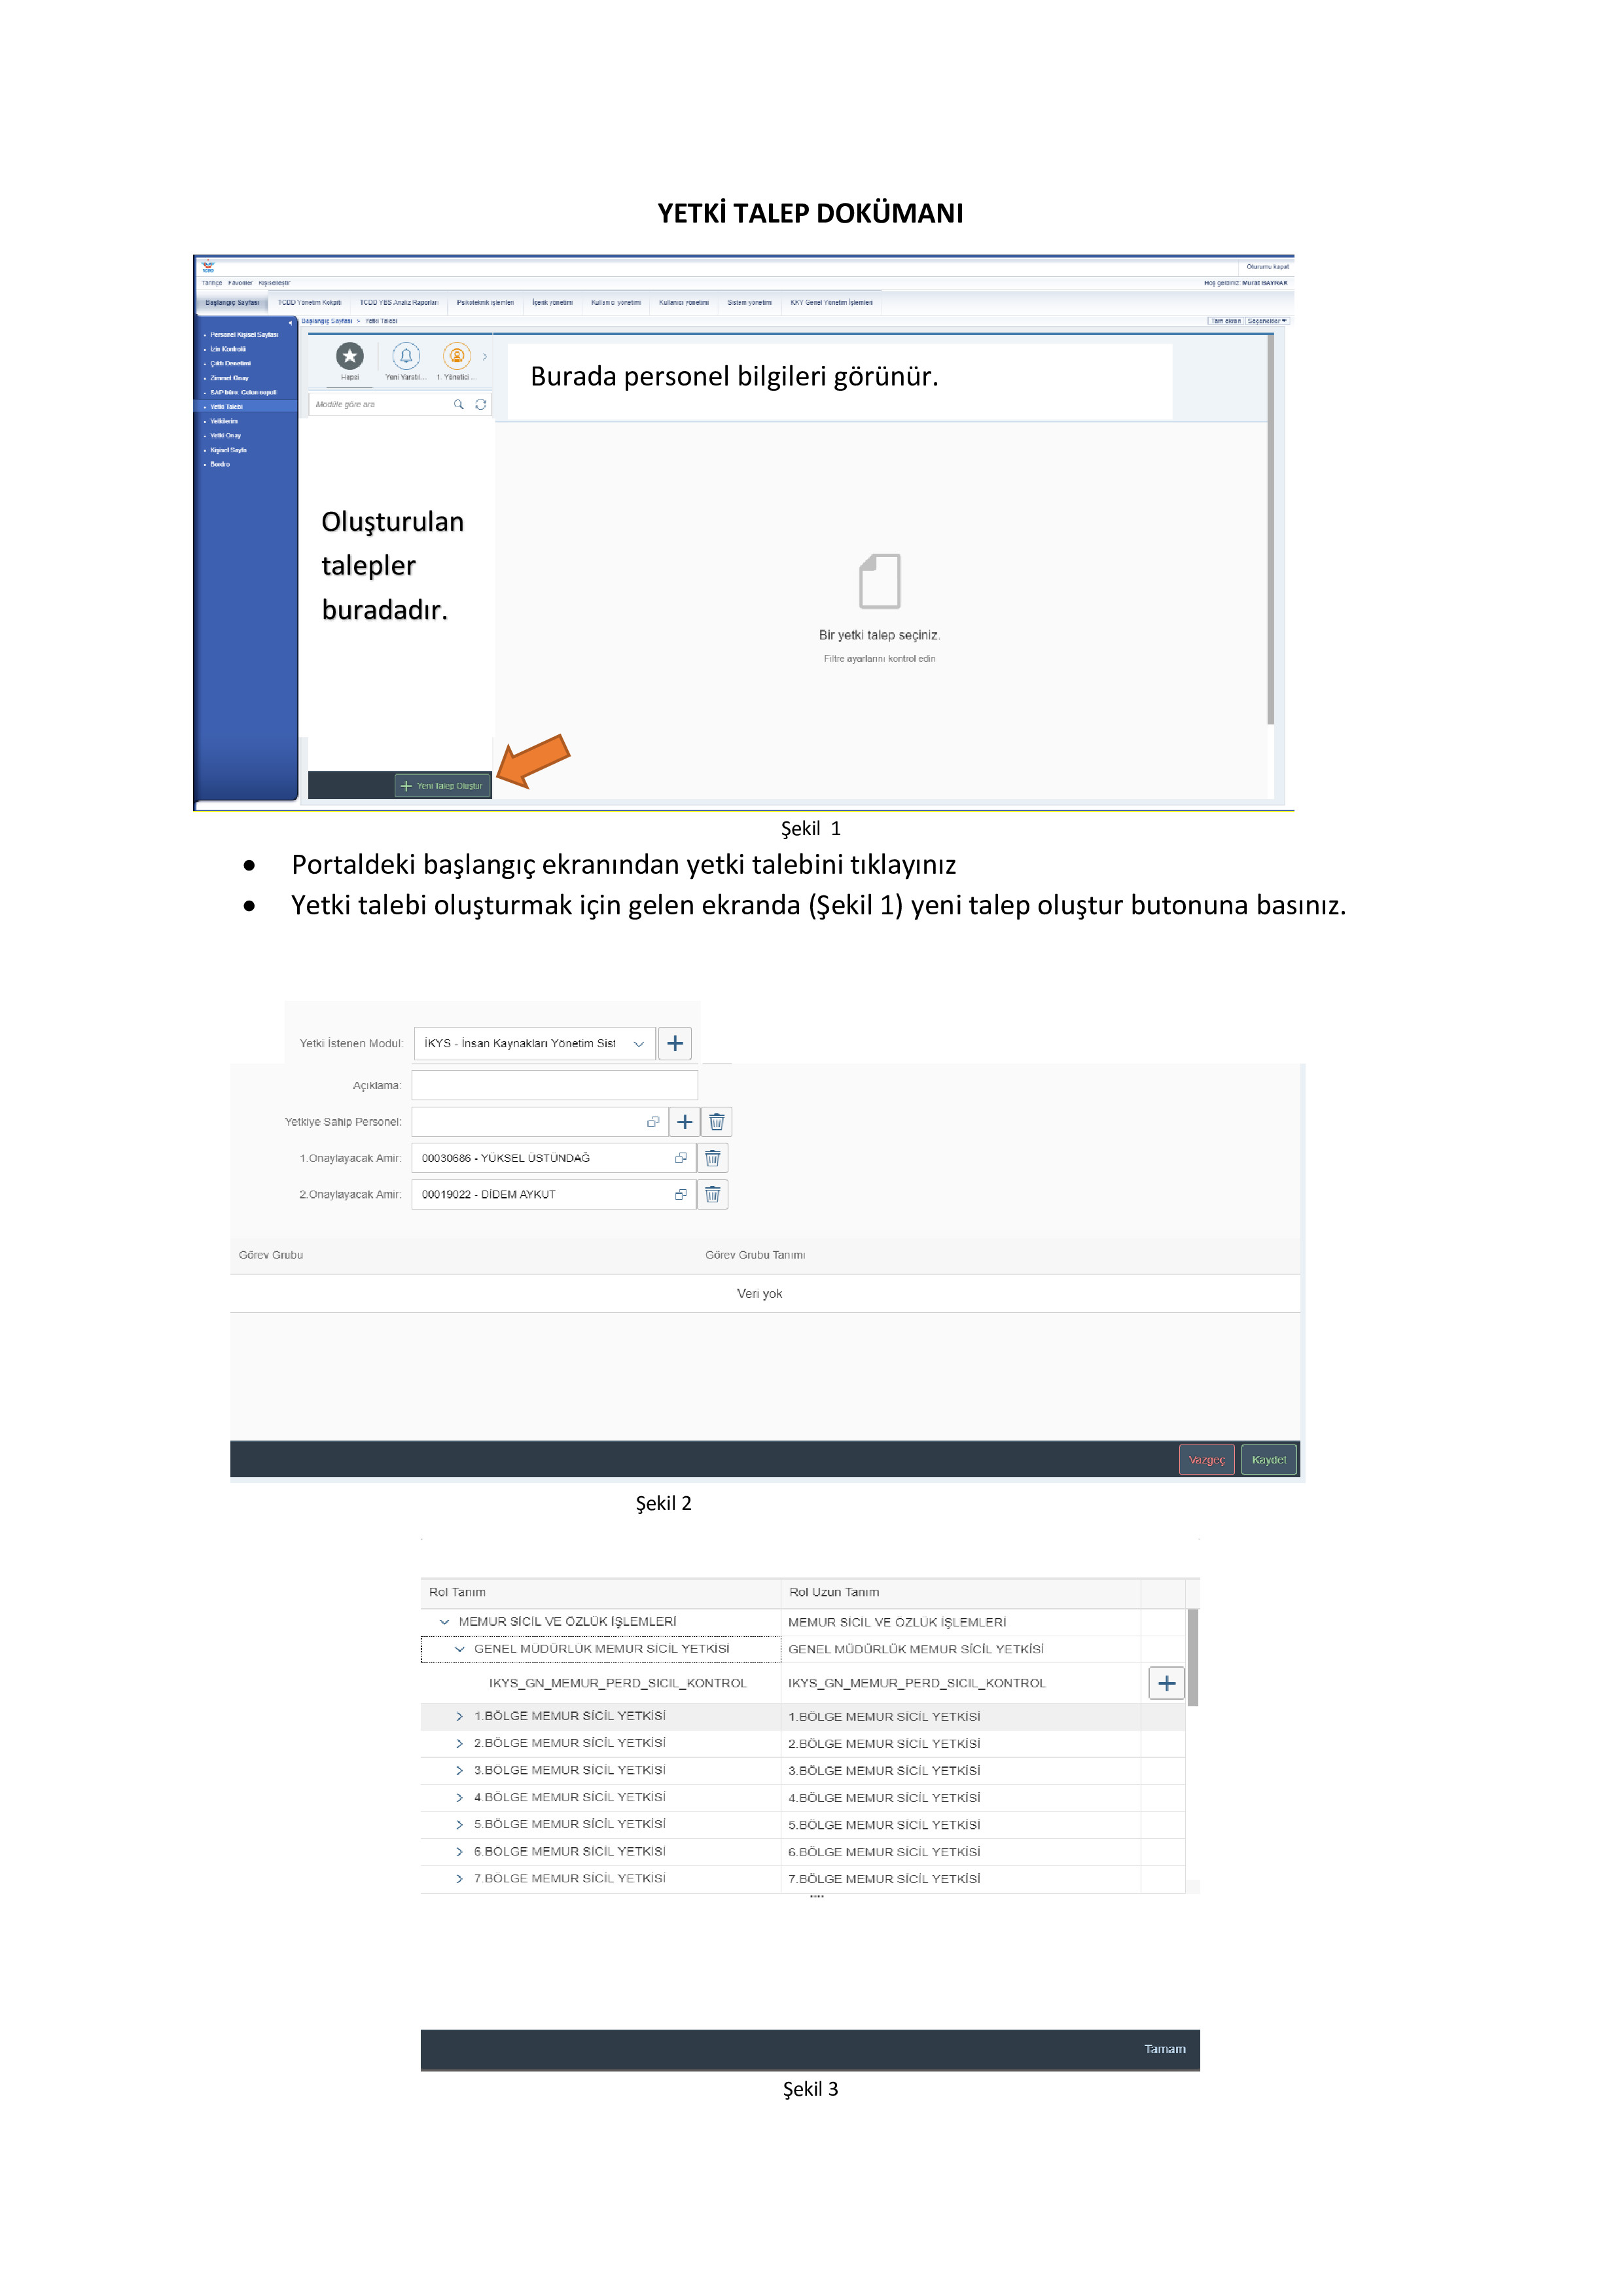 YETKİ TALEP DOKÜMANI
Oturumu kapat
Tarihçe Favoriler Kişiselleştir
Hoş geldiniz: Murat BAYRAK
Başlangıç Sayfası TCDD Yönetim Kokpiti TCDD YBS Analiz Raporları Psikoteknik işlemleri İçerik yönetimi Kullanıcı yönetimi Kullanıcı yönetimi Sistem yönetimi KKY Genel Yönetim İşlemleri
Başlangıç Sayfası > Yetki Talebi
Tam ekran Seçenekler
Personel Kişisel Sayfası
İzin Kontrolü
Çıktı Denetimi
Zimmet Onay
Yetki Talebi
Yetkilerim
Yetki Onay
Kişisel Sayfa
Bordro
Hepsi Yeni Yaratıl... 1. Yönetici ...
Modüle göre ara
Burada personel bilgileri görünür.
Oluşturulan
talepler
buradadır.
Bir yetki talep seçiniz.
Filtre ayarlarını kontrol edin
Yeni Talep Oluştur
Şekil 1
• Portaldeki başlangıç ekranından yetki talebini tıklayınız
• Yetki talebi oluşturmak için gelen ekranda (Şekil 1) yeni talep oluştur butonuna basınız.
Yetki İstenen Modul: İKYS - İnsan Kaynakları Yönetim Sist
Açıklama:
Yetkiye Sahip Personel:
1.Onaylayacak Amir: 00030686 - YÜKSEL ÜSTÜNDAĞ
2.Onaylayacak Amir: 00019022 - DİDEM AYKUT
Görev Grubu Görev Grubu Tanımı
Veri yok
Vazgeç Kaydet
Şekil 2
Rol Tanım Rol Uzun Tanım
MEMUR SİCİL VE ÖZLÜK İŞLEMLERİ MEMUR SİCİL VE ÖZLÜK İŞLEMLERİ
GENEL MÜDÜRLÜK MEMUR SİCİL YETKİSİ GENEL MÜDÜRLÜK MEMUR SİCİL YETKİSİ
IKYS_GN_MEMUR_PERD_SICIL_KONTROL IKYS_GN_MEMUR_PERD_SICIL_KONTROL
1.BÖLGE MEMUR SİCİL YETKİSİ 1.BÖLGE MEMUR SİCİL YETKİSİ
2.BÖLGE MEMUR SİCİL YETKİSİ 2.BÖLGE MEMUR SİCİL YETKİSİ
3.BÖLGE MEMUR SİCİL YETKİSİ 3.BÖLGE MEMUR SİCİL YETKİSİ
4.BÖLGE MEMUR SİCİL YETKİSİ 4.BÖLGE MEMUR SİCİL YETKİSİ
5.BÖLGE MEMUR SİCİL YETKİSİ 5.BÖLGE MEMUR SİCİL YETKİSİ
6.BÖLGE MEMUR SİCİL YETKİSİ 6.BÖLGE MEMUR SİCİL YETKİSİ
7.BÖLGE MEMUR SİCİL YETKİSİ 7.BÖLGE MEMUR SİCİL YETKİSİ
....
Tamam
Şekil 3